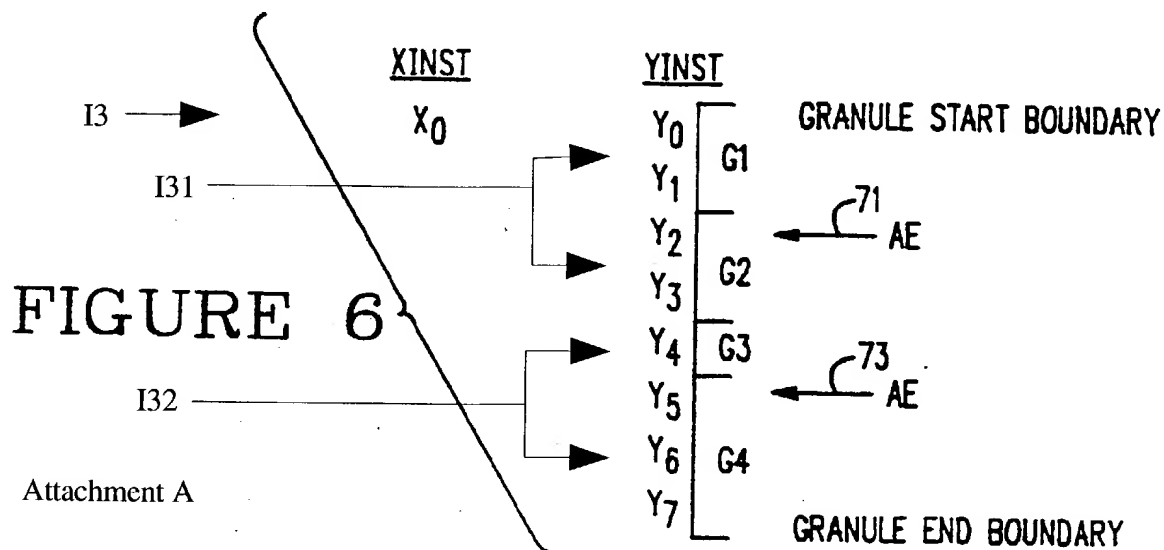 XINST YINST
I3 X0 Y0 GRANULE START BOUNDARY
G1
I31 Y1
71
Y2 AE
G2
Y3
FIGURE 6
Y4 G3
73
I32 Y5 AE
Y6 G4
Attachment A Y7
GRANULE END BOUNDARY